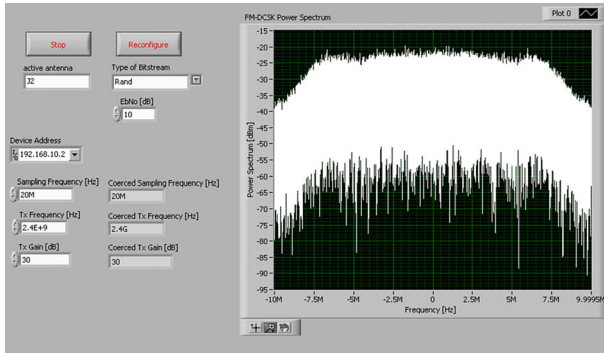 Stop
Reconfigure
active antenna
J2
Type of Bitstream
Rand
EbNo [dB]
10
Device Address
192.168.10.2
Sampling Frequency [Hz]
20M
Coerced Sampling Frequency [Hz]
20M
Tx Frequency [Hz]
2.4E+9
Coerced Tx Frequency [Hz]
2.4G
Tx Gain [dB]
30
Coerced Tx Gain [dB]
30
FM-DCSK Power Spectrum
Plot 0
Power Spectrum [dBm]
-15
-20
-25
-30
-35
-40
-45
-50
-55
-60
-65
-70
-75
-80
-85
-90
-95
-10M -7.5M -5M -2.5M 0 2.5M 5M 7.5M 9.9995M
Frequency [Hz]